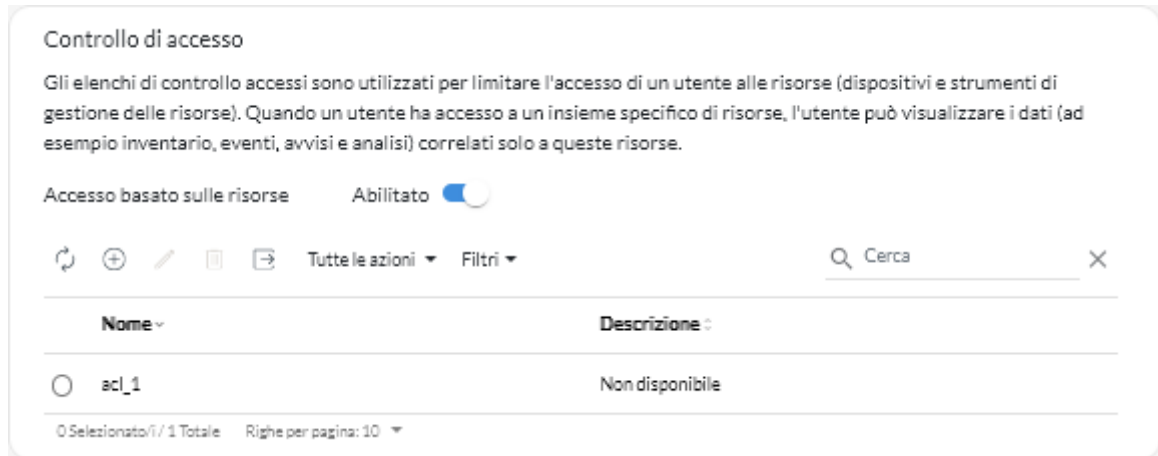 Controllo di accesso
Gli elenchi di controllo accessi sono utilizzati per limitare l'accesso di un utente alle risorse (dispositivi e strumenti di
gestione delle risorse). Quando un utente ha accesso a un insieme specifico di risorse, l'utente può visualizzare i dati (ad
esempio inventario, eventi, avvisi e analisi) correlati solo a queste risorse.
Accesso basato sulle risorse Abilitato
Tutte le azioni Filtri Cerca
Nome Descrizione
acl_1 Non disponibile
0 Selezionato/i / 1 Totale Righe per pagina: 10